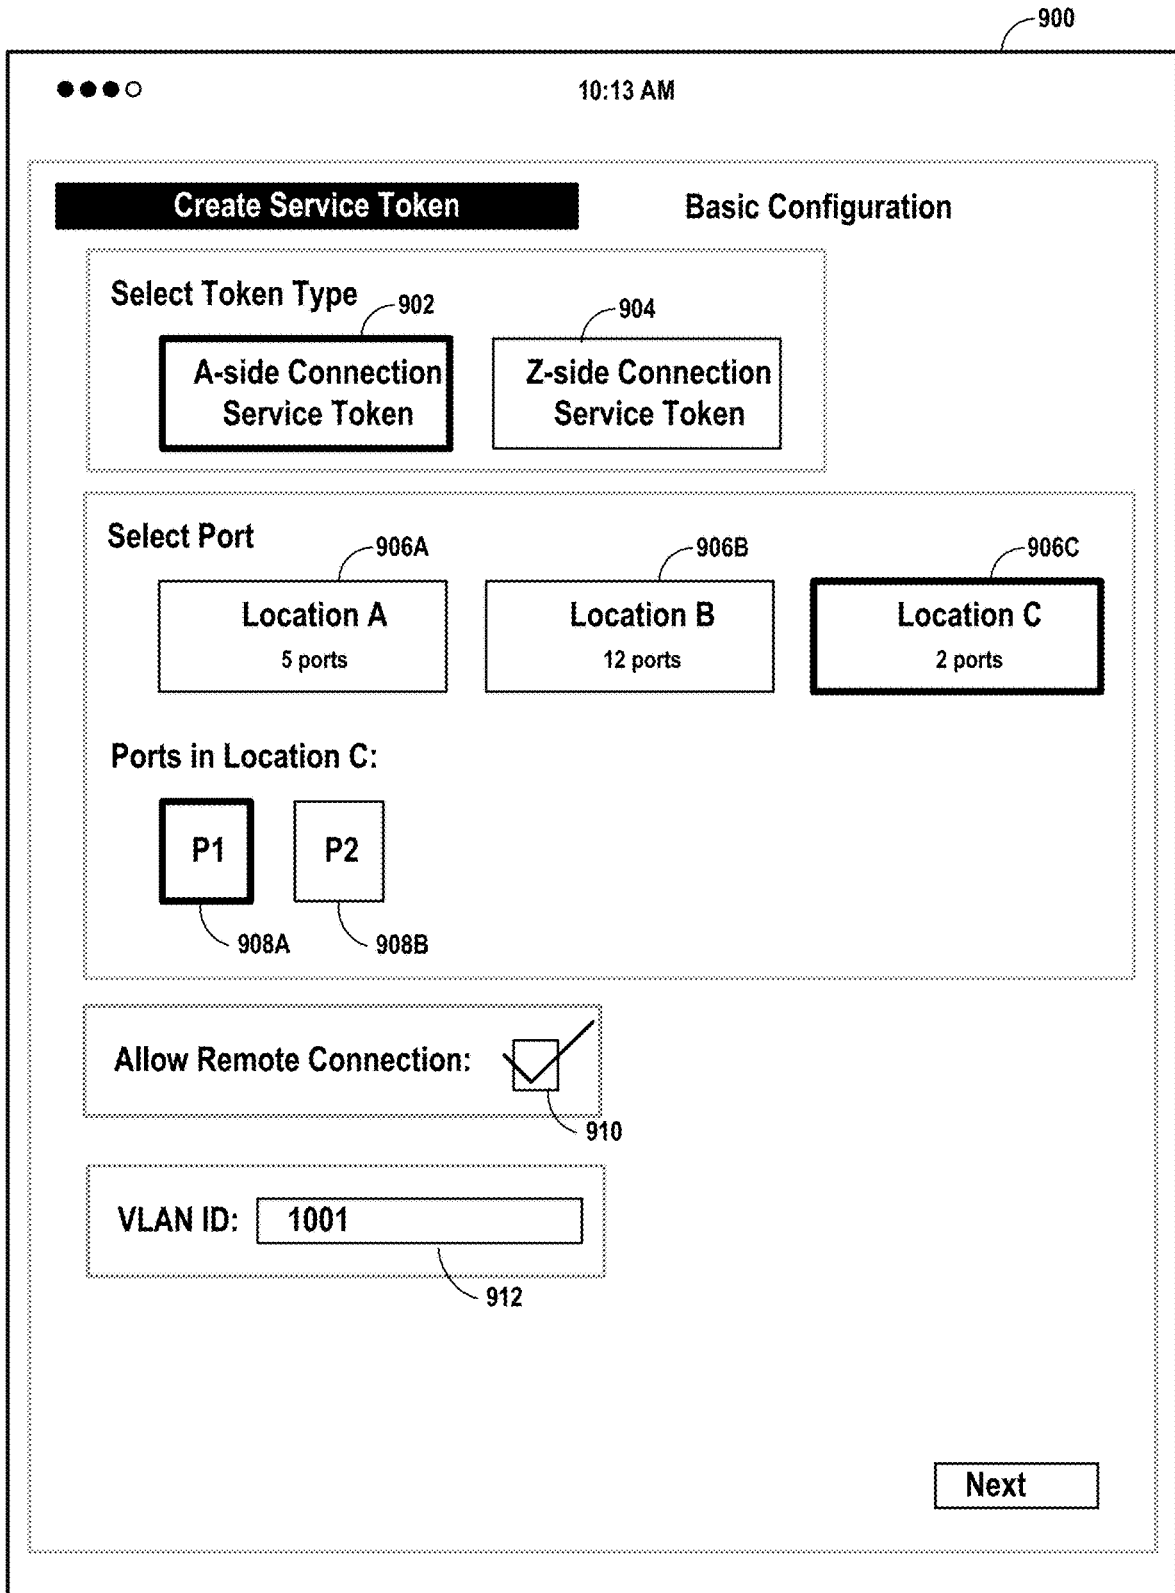 900
10:13 AM
Create Service Token
Basic Configuration
Select Token Type
902
904
A-side Connection
Service Token
Z-side Connection
Service Token
Select Port
906A
906B
906C
Location A
5 ports
Location B
12 ports
Location C
2 ports
Ports in Location C:
P1
P2
908A
908B
Allow Remote Connection:
910
VLAN ID:
1001
912
Next